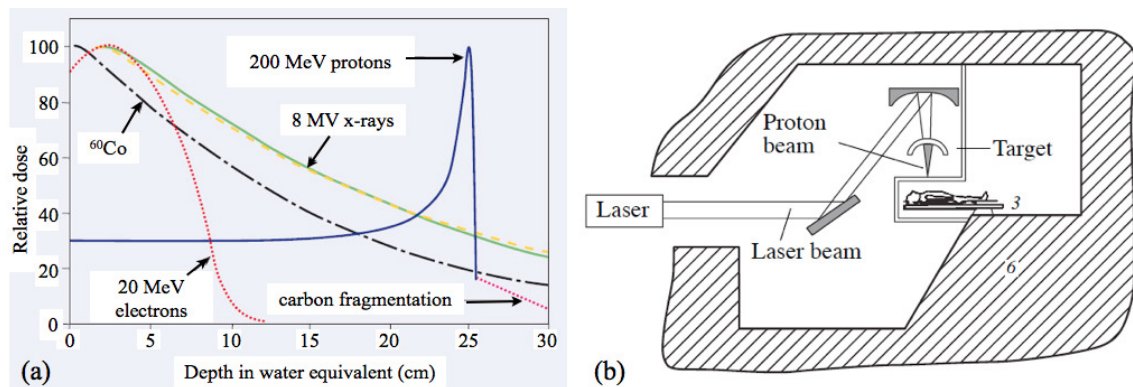 100
80
60
40
20
0
Relative dose
200 MeV protons
8 MV x-rays
⁶⁰Co
20 MeV
electrons
carbon fragmentation
0
5
10
15
20
25
30
Depth in water equivalent (cm)
(a)
Laser
Laser beam
Proton
beam
Target
3
6
(b)